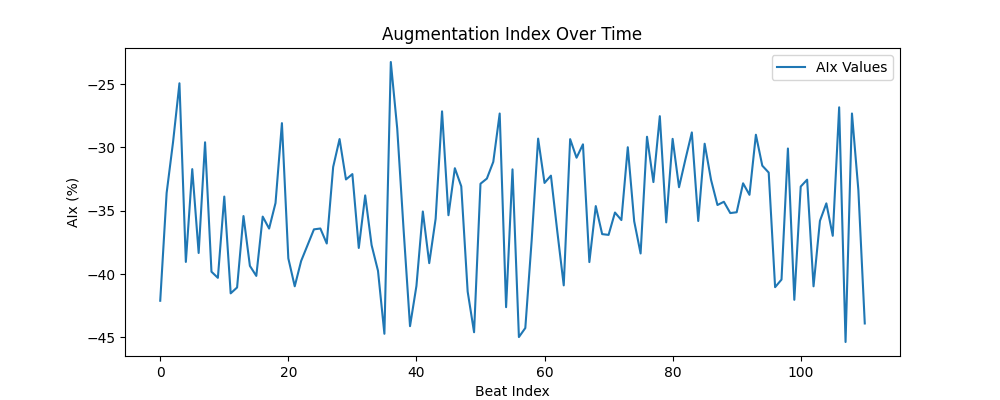 Augmentation Index Over Time
AIx Values
AIx (%)
−25
−30
−35
−40
−45
0 20 40 60 80 100
Beat Index